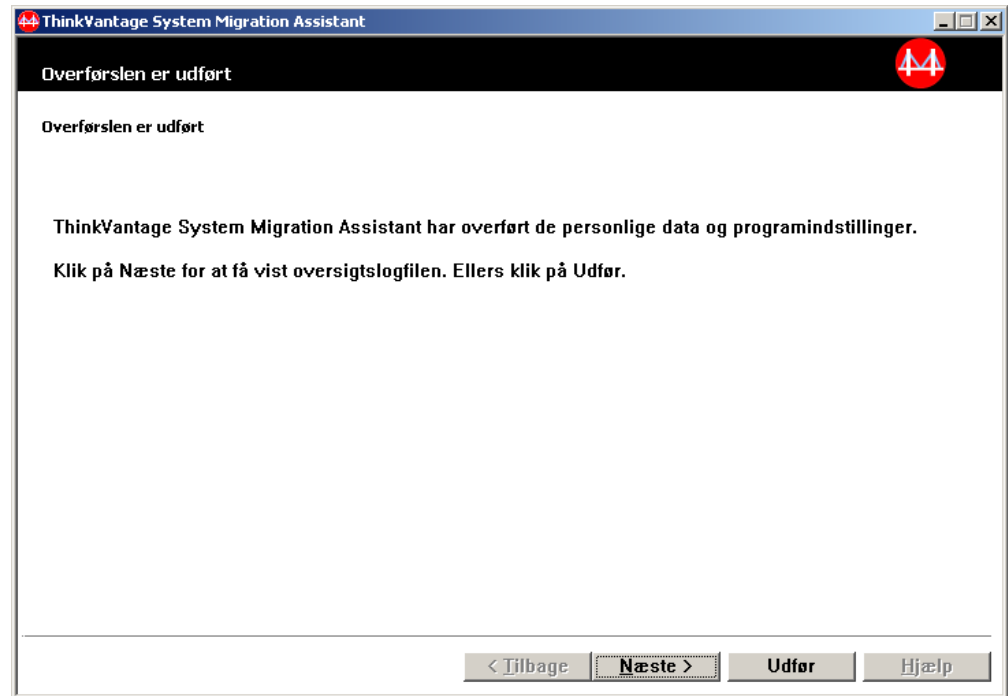 ThinkVantage System Migration Assistant
Overførslen er udført
Overførslen er udført
ThinkVantage System Migration Assistant har overført de personlige data og programindstillinger.
Klik på Næste for at få vist oversigtslogfilen. Ellers klik på Udfør.
< Tilbage Næste > Udfør Hjælp